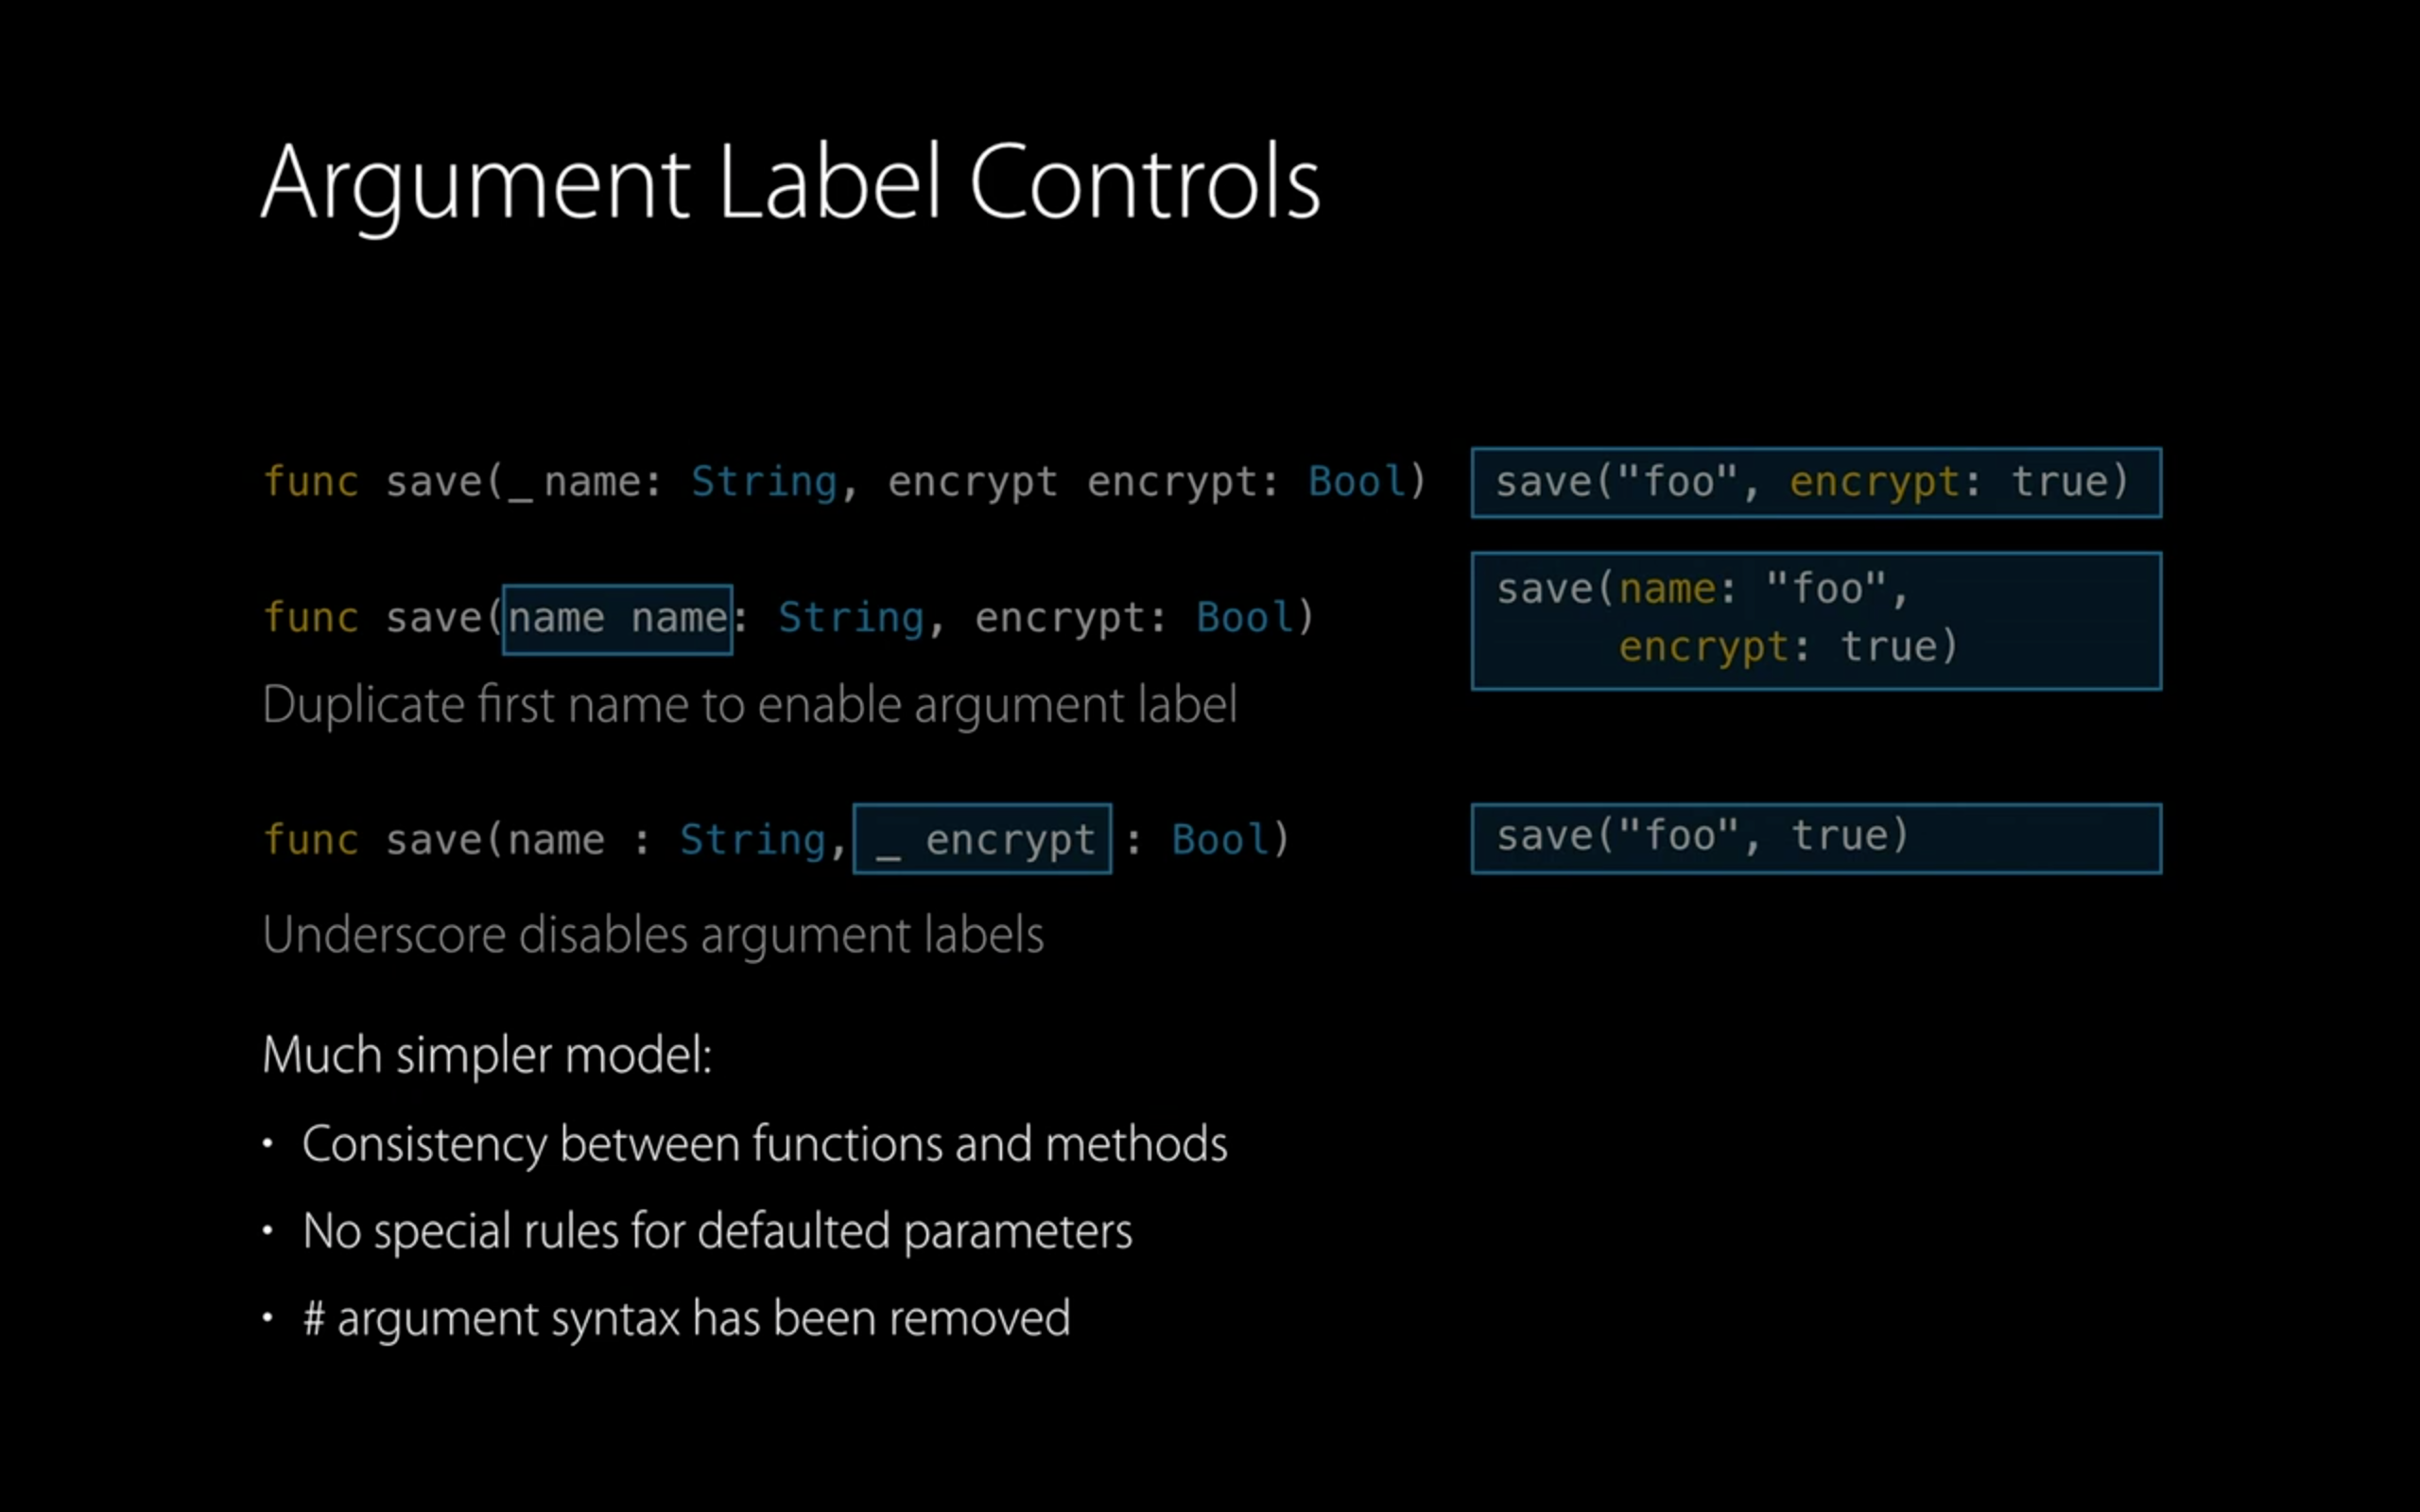 Argument Label Controls
func save(_ name: String, encrypt encrypt: Bool)
save("foo", encrypt: true)
func save(name name: String, encrypt: Bool)
save(name: "foo",
encrypt: true)
Duplicate first name to enable argument label
func save(name : String, _ encrypt : Bool)
save("foo", true)
Underscore disables argument labels
Much simpler model:
• Consistency between functions and methods
• No special rules for defaulted parameters
• # argument syntax has been removed